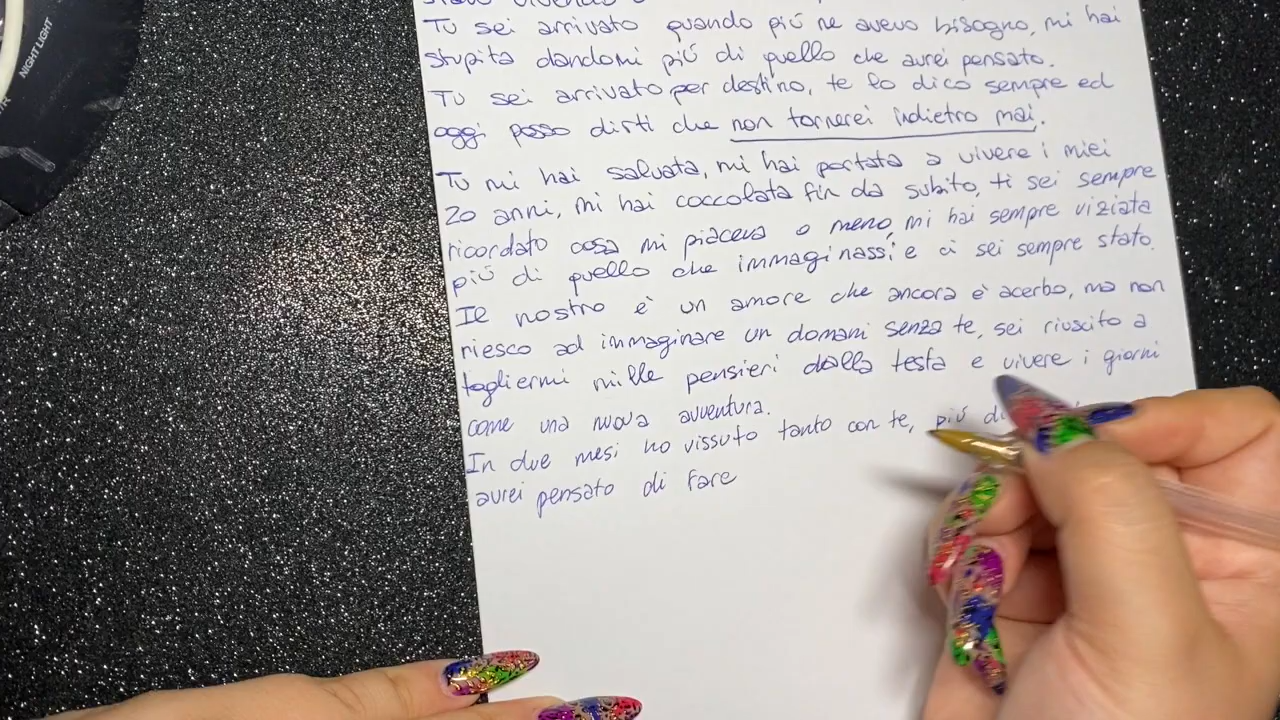 NIGHT LIGHT
Tu sei arrivato quando più ne avevo bisogno, mi hai
stupita dandomi più di quello che avrei pensato.
Tu sei arrivato per destino, te lo dico sempre ed
oggi posso dirti che non tornerei indietro mai.
Tu mi hai salvata, mi hai portata a vivere i miei
20 anni, mi hai coccolata fin da subito, ti sei sempre
ricordato cosa mi piaceva o meno, mi hai sempre viziata
più di quello che immaginassi e ci sei sempre stato.
Il nostro è un amore che ancora è acerbo, ma non
riesco ad immaginare un domani senza te, sei riuscito a
togliermi mille pensieri dalla testa e vivere i giorni
come una nuova avventura.
In due mesi ho vissuto tanto con te, più di
avrei pensato di fare